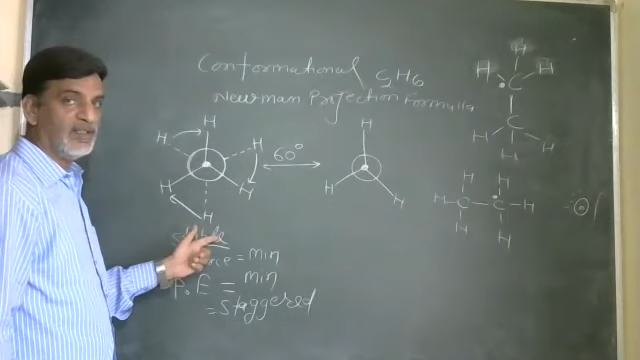 Conformational C2H6
Newman Projection Formula
H
H H
H H
H
60°
H
H H
H
H C H
H C H
H
H H
H C C H
H H
= min
P.E = min
= Staggered